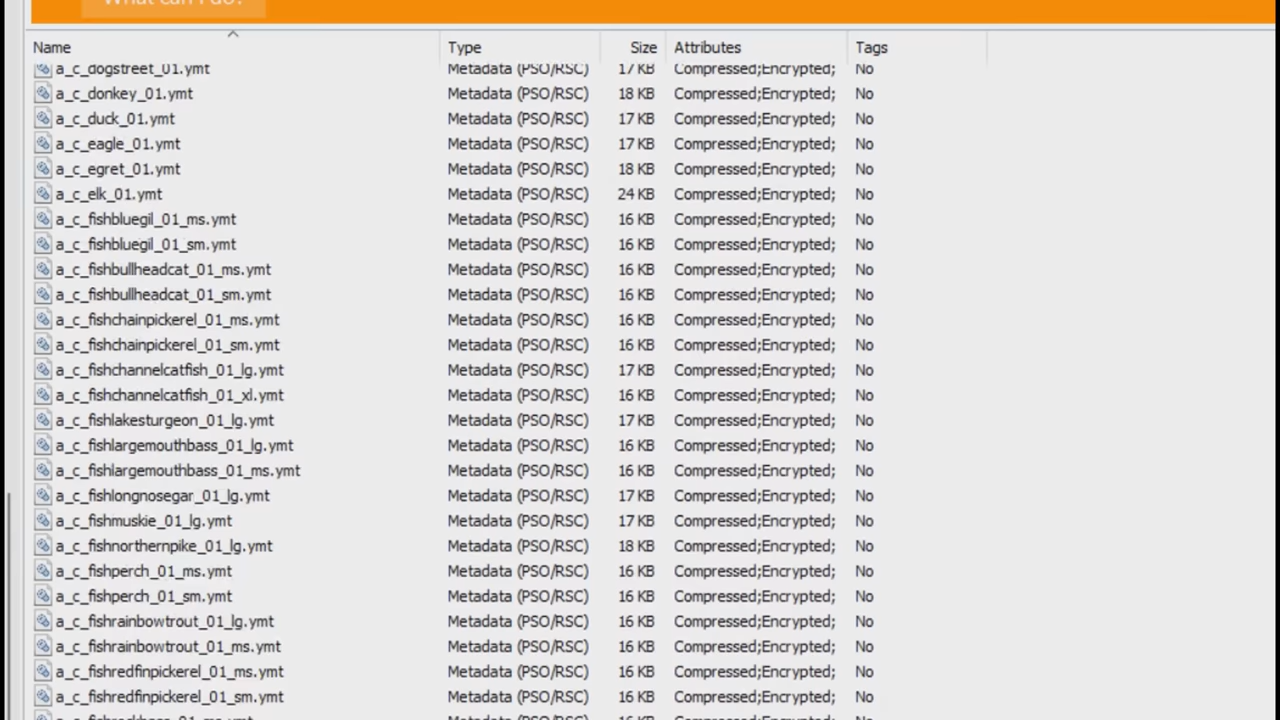 What can I do?
Name Type Size Attributes Tags
a_c_dogstreet_01.ymt Metadata (PSO/RSC) 17 KB Compressed;Encrypted; No
a_c_donkey_01.ymt Metadata (PSO/RSC) 18 KB Compressed;Encrypted; No
a_c_duck_01.ymt Metadata (PSO/RSC) 17 KB Compressed;Encrypted; No
a_c_eagle_01.ymt Metadata (PSO/RSC) 17 KB Compressed;Encrypted; No
a_c_egret_01.ymt Metadata (PSO/RSC) 18 KB Compressed;Encrypted; No
a_c_elk_01.ymt Metadata (PSO/RSC) 24 KB Compressed;Encrypted; No
a_c_fishbluegil_01_ms.ymt Metadata (PSO/RSC) 16 KB Compressed;Encrypted; No
a_c_fishbluegil_01_sm.ymt Metadata (PSO/RSC) 16 KB Compressed;Encrypted; No
a_c_fishbullheadcat_01_ms.ymt Metadata (PSO/RSC) 16 KB Compressed;Encrypted; No
a_c_fishbullheadcat_01_sm.ymt Metadata (PSO/RSC) 16 KB Compressed;Encrypted; No
a_c_fishchainpickerel_01_ms.ymt Metadata (PSO/RSC) 16 KB Compressed;Encrypted; No
a_c_fishchainpickerel_01_sm.ymt Metadata (PSO/RSC) 16 KB Compressed;Encrypted; No
a_c_fishchannelcatfish_01_lg.ymt Metadata (PSO/RSC) 17 KB Compressed;Encrypted; No
a_c_fishchannelcatfish_01_xl.ymt Metadata (PSO/RSC) 16 KB Compressed;Encrypted; No
a_c_fishlakesturgeon_01_lg.ymt Metadata (PSO/RSC) 17 KB Compressed;Encrypted; No
a_c_fishlargemouthbass_01_lg.ymt Metadata (PSO/RSC) 16 KB Compressed;Encrypted; No
a_c_fishlargemouthbass_01_ms.ymt Metadata (PSO/RSC) 16 KB Compressed;Encrypted; No
a_c_fishlongnosegar_01_lg.ymt Metadata (PSO/RSC) 17 KB Compressed;Encrypted; No
a_c_fishmuskie_01_lg.ymt Metadata (PSO/RSC) 17 KB Compressed;Encrypted; No
a_c_fishnorthernpike_01_lg.ymt Metadata (PSO/RSC) 18 KB Compressed;Encrypted; No
a_c_fishperch_01_ms.ymt Metadata (PSO/RSC) 16 KB Compressed;Encrypted; No
a_c_fishperch_01_sm.ymt Metadata (PSO/RSC) 16 KB Compressed;Encrypted; No
a_c_fishrainbowtrout_01_lg.ymt Metadata (PSO/RSC) 16 KB Compressed;Encrypted; No
a_c_fishrainbowtrout_01_ms.ymt Metadata (PSO/RSC) 16 KB Compressed;Encrypted; No
a_c_fishredfinpickerel_01_ms.ymt Metadata (PSO/RSC) 16 KB Compressed;Encrypted; No
a_c_fishredfinpickerel_01_sm.ymt Metadata (PSO/RSC) 16 KB Compressed;Encrypted; No